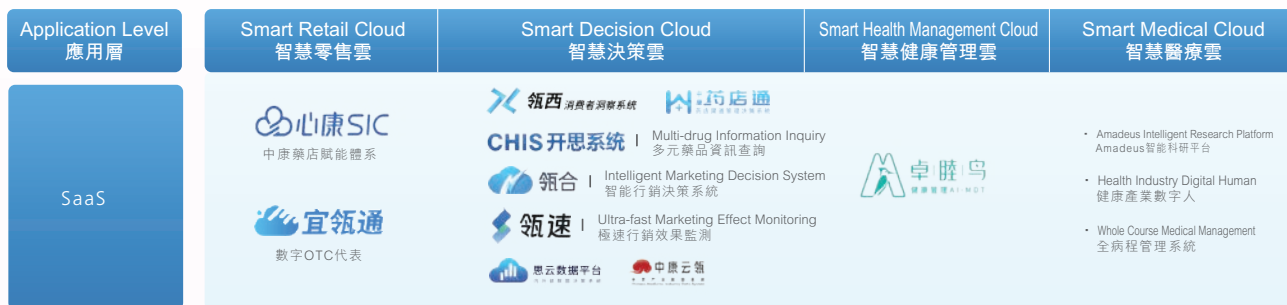 Application Level
應用層
Smart Retail Cloud
智慧零售雲
Smart Decision Cloud
智慧決策雲
Smart Health Management Cloud
智慧健康管理雲
Smart Medical Cloud
智慧醫療雲
SaaS
心康SIC
中康藥店賦能體系
宜瓴通
數字OTC代表
瓴西 消费者洞察系统
药店通
CHIS 开思系统
Multi-drug Information Inquiry
多元藥品資訊查詢
瓴合
Intelligent Marketing Decision System
智能行銷決策系統
瓴速
Ultra-fast Marketing Effect Monitoring
極速行銷效果監測
思云数据平台
中康云瓴
卓睦鸟
健康管理AI-MDT
· Amadeus Intelligent Research Platform
Amadeus智能科研平台
· Health Industry Digital Human
健康產業數字人
· Whole Course Medical Management
全病程管理系統